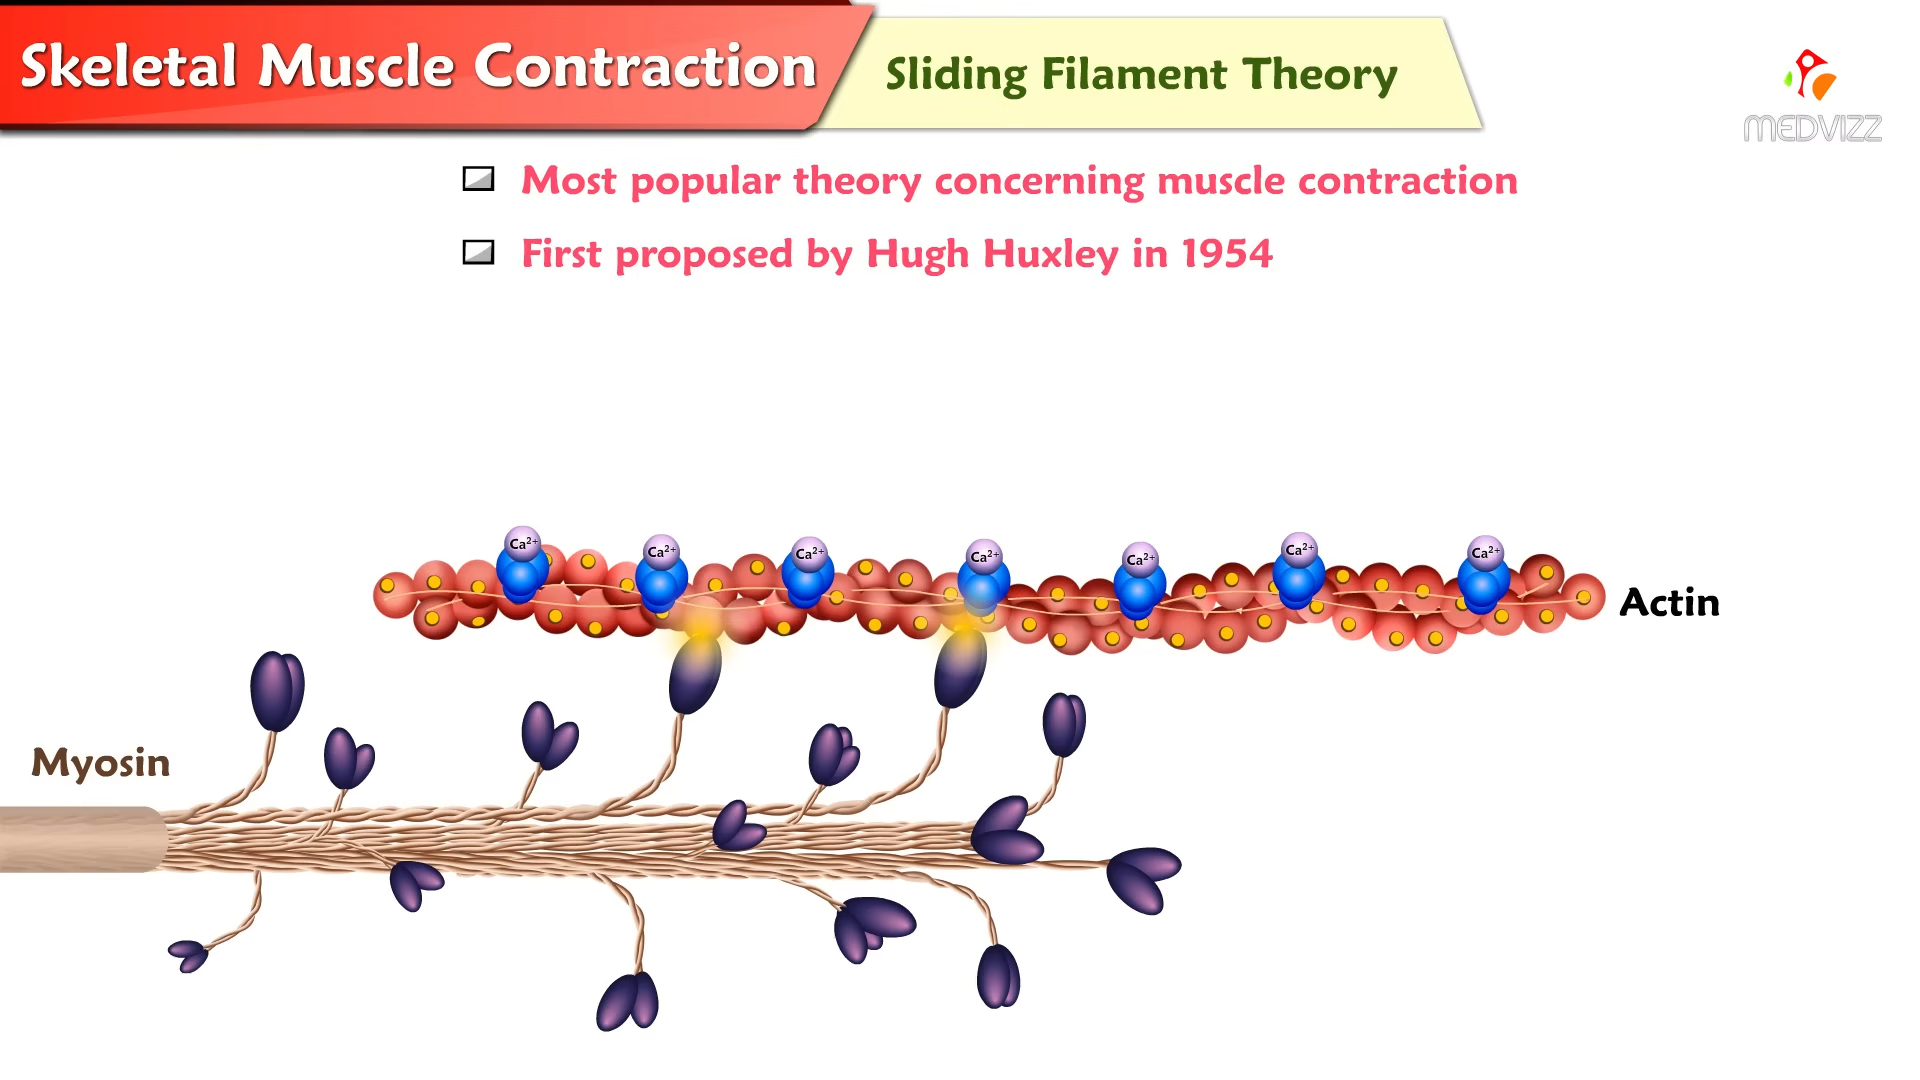 Skeletal Muscle Contraction
Sliding Filament Theory
MEDVIZZ
Most popular theory concerning muscle contraction
First proposed by Hugh Huxley in 1954
Ca²⁺
Ca²⁺
Ca²⁺
Ca²⁺
Ca²⁺
Ca²⁺
Ca²⁺
Actin
Myosin